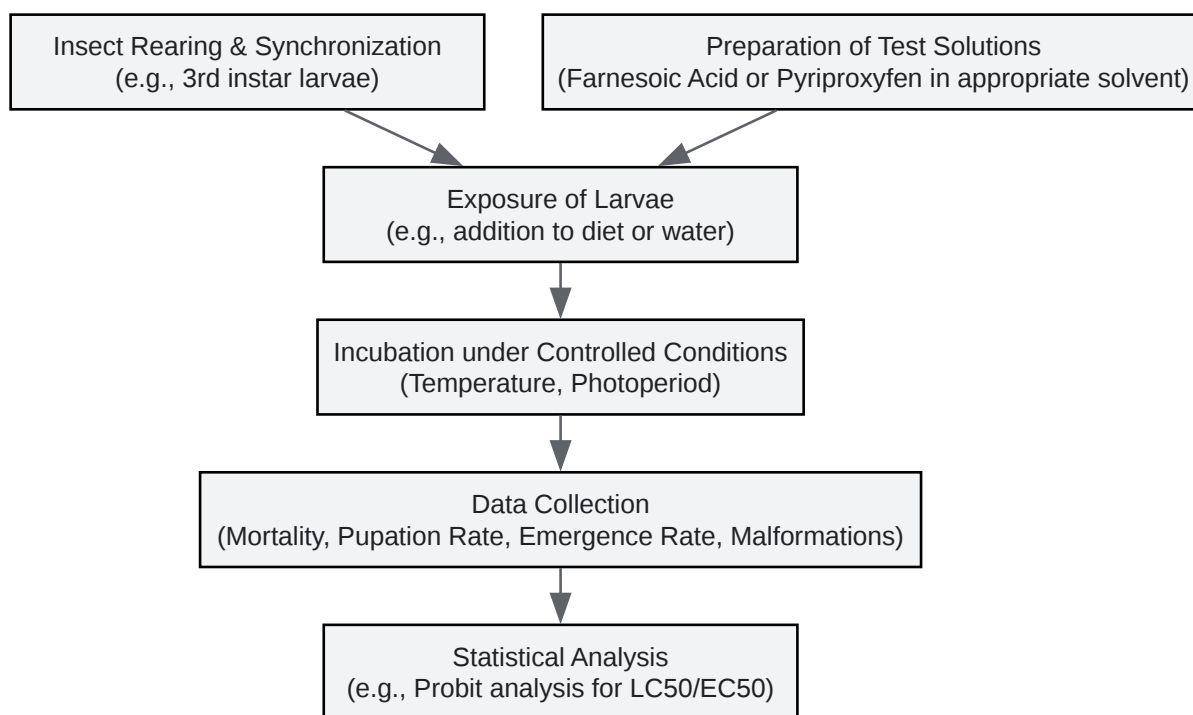 Insect Rearing & Synchronization
(e.g., 3rd instar larvae)
Preparation of Test Solutions
(Farnesoic Acid or Pyriproxyfen in appropriate solvent)
Exposure of Larvae
(e.g., addition to diet or water)
Incubation under Controlled Conditions
(Temperature, Photoperiod)
Data Collection
(Mortality, Pupation Rate, Emergence Rate, Malformations)
Statistical Analysis
(e.g., Probit analysis for LC50/EC50)